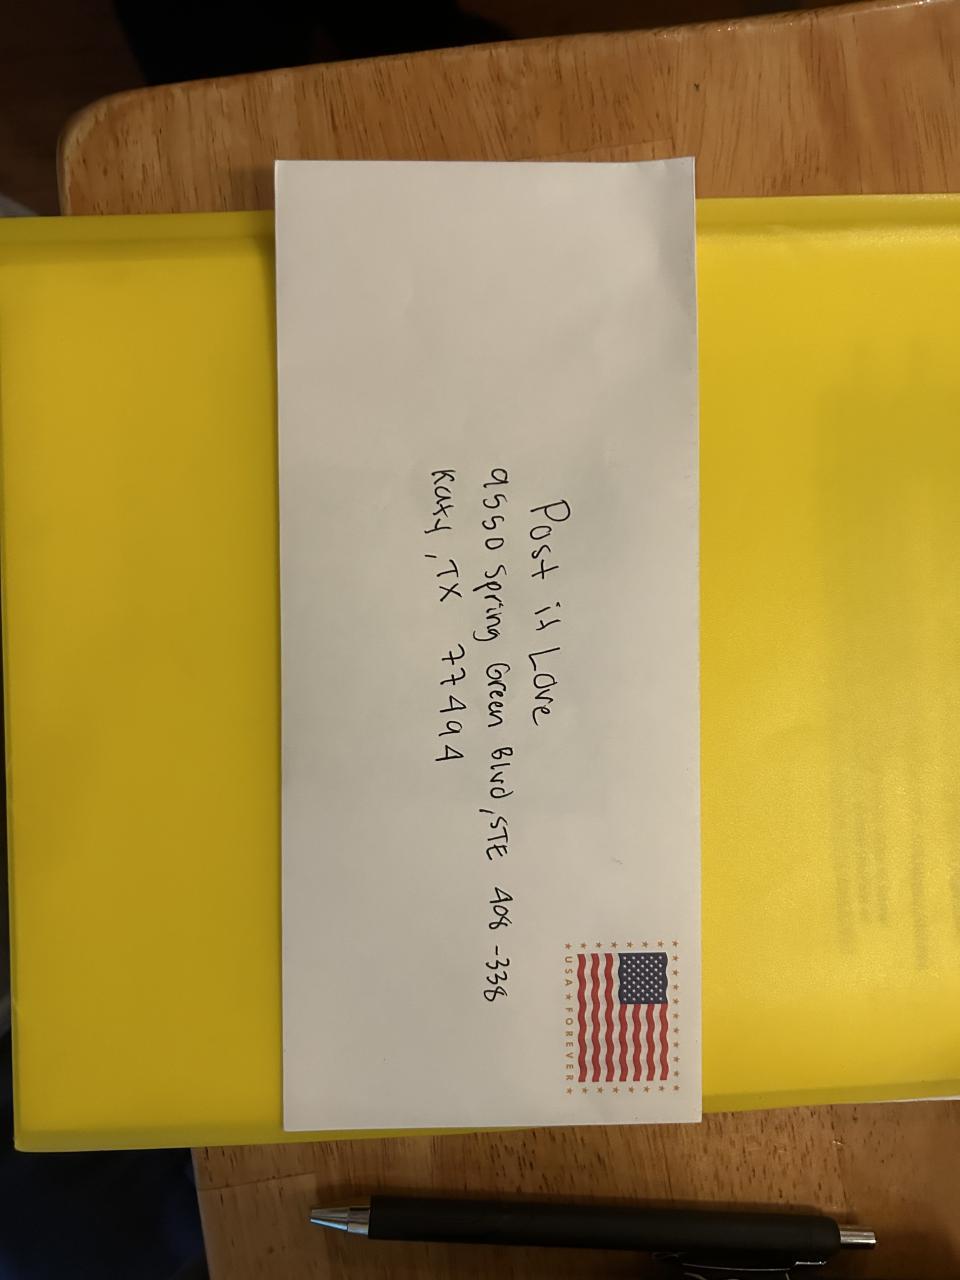 Post it Love
9550 Spring Green Blvd, STE 408-338
Katy, TX 77494
★USA★FOREVER★